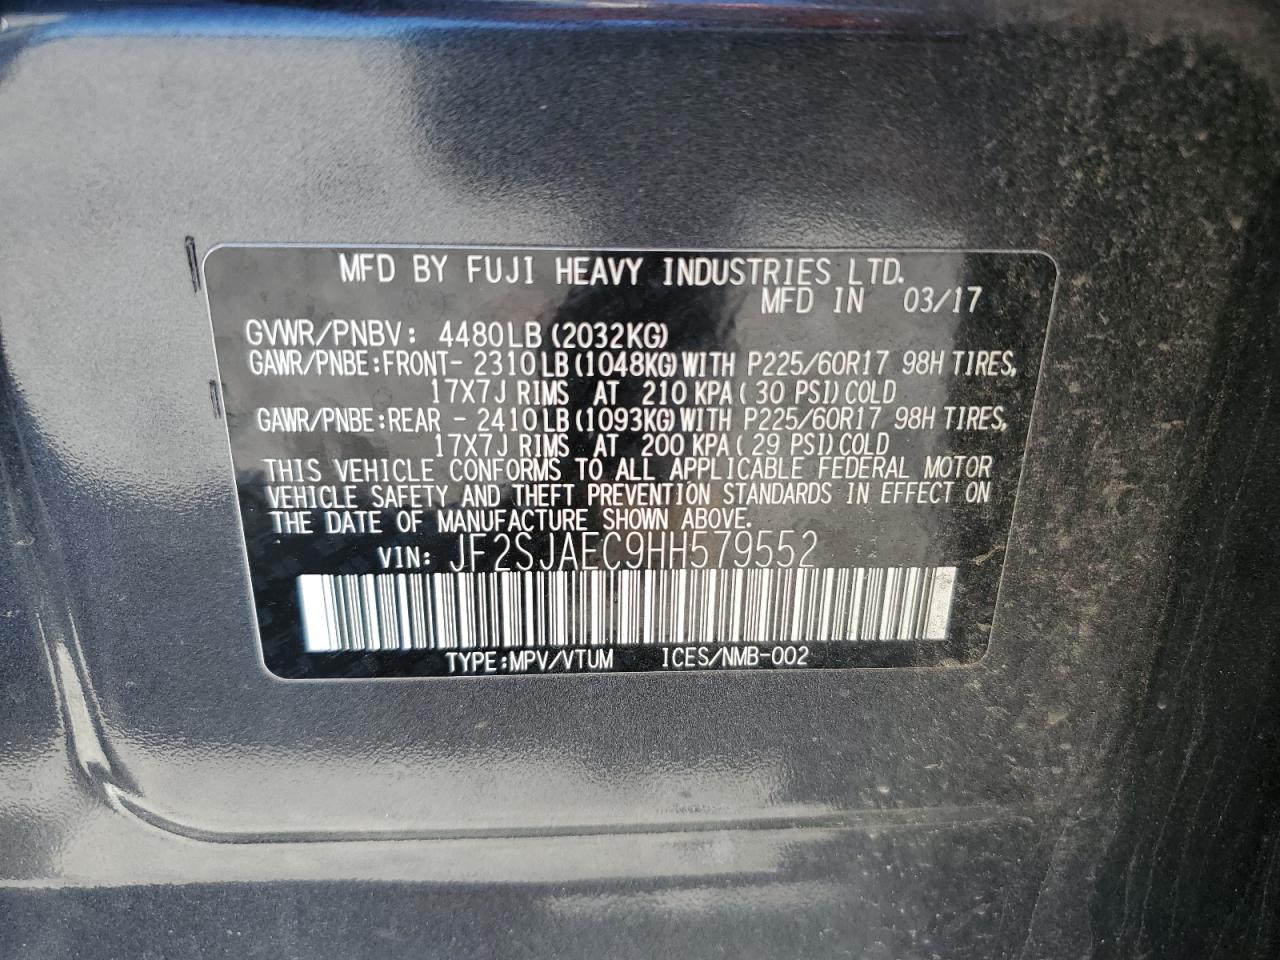 MFD BY FUJI HEAVY INDUSTRIES LTD.
MFD IN 03/17
GVWR/PNBV: 4480LB (2032KG)
GAWR/PNBE:FRONT- 2310LB (1048KG) WITH P225/60R17 98H TIRES,
17X7J RIMS AT 210 KPA (30 PSI) COLD
GAWR/PNBE:REAR - 2410LB (1093KG) WITH P225/60R17 98H TIRES,
17X7J RIMS AT 200 KPA (29 PSI) COLD
THIS VEHICLE CONFORMS TO ALL APPLICABLE FEDERAL MOTOR
VEHICLE SAFETY AND THEFT PREVENTION STANDARDS IN EFFECT ON
THE DATE OF MANUFACTURE SHOWN ABOVE.
VIN: JF2SJAEC9HH579552
TYPE:MPV/VTUM ICES/NMB-002